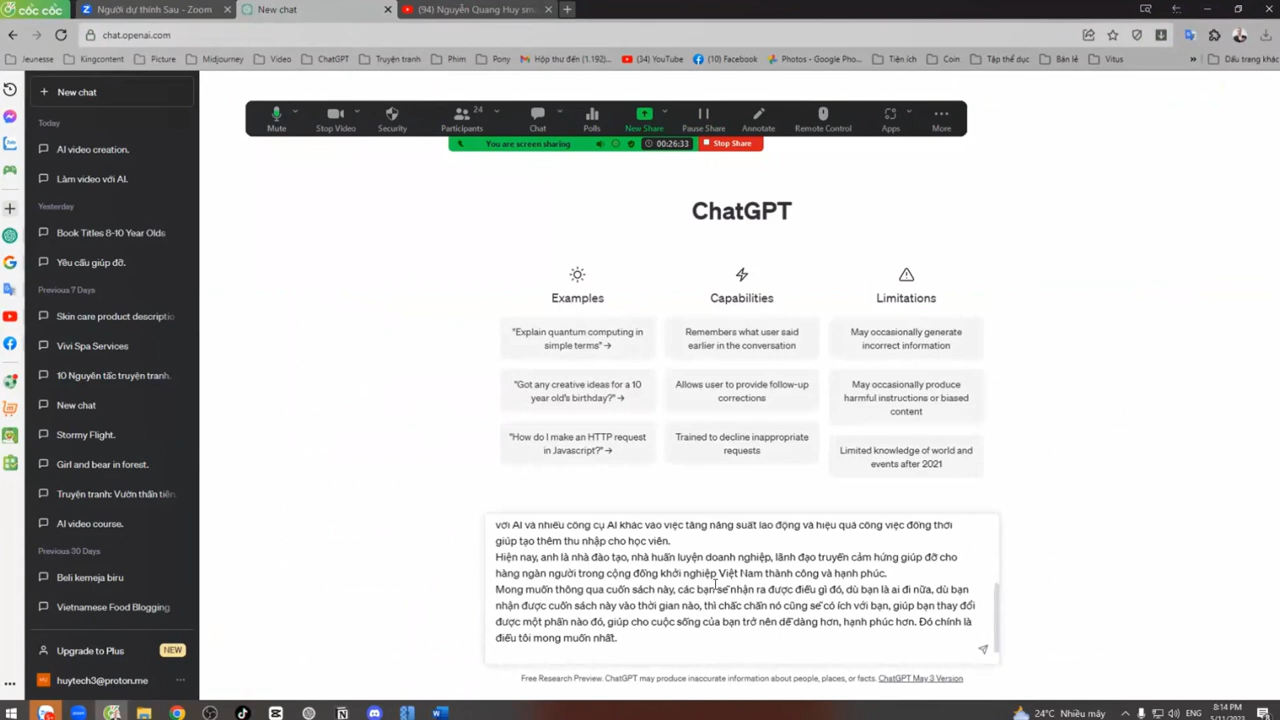 cốc cốc
Người dự thính Sau - Zoom
New chat
(94) Nguyễn Quang Huy sma
chat.openai.com
Jeunesse
Kingcontent
Picture
Midjourney
Video
ChatGPT
Truyện tranh
Phim
Pony
Hộp thư đến (1.192)...
(34) YouTube
(10) Facebook
Photos - Google Pho...
Tiện ích
Coin
Tập thể dục
Bán lẻ
Vitus
»
Dấu trang khác
New chat
Today
AI video creation.
Làm video với AI.
Yesterday
Book Titles 8-10 Year Olds
Yêu cầu giúp đỡ.
Previous 7 Days
Skin care product descriptio
Vivi Spa Services
10 Nguyên tắc truyện tranh.
New chat
Stormy Flight.
Girl and bear in forest.
Truyện tranh: Vườn thần tiên.
AI video course.
Previous 30 Days
Beli kemeja biru
Vietnamese Food Blogging
Upgrade to Plus
NEW
huytech3@proton.me
Mute
Stop Video
Security
Participants
24
Chat
Polls
New Share
Pause Share
Annotate
Remote Control
Apps
More
You are screen sharing
00:26:33
Stop Share
ChatGPT
Examples
Capabilities
Limitations
"Explain quantum computing in
simple terms" →
Remembers what user said
earlier in the conversation
May occasionally generate
incorrect information
"Got any creative ideas for a 10
year old's birthday?" →
Allows user to provide follow-up
corrections
May occasionally produce
harmful instructions or biased
content
"How do I make an HTTP request
in Javascript?" →
Trained to decline inappropriate
requests
Limited knowledge of world and
events after 2021
với AI và nhiều công cụ AI khác vào việc tăng năng suất lao động và hiệu quả công việc đồng thời
giúp tạo thêm thu nhập cho học viên.
Hiện nay, anh là nhà đào tạo, nhà huấn luyện doanh nghiệp, lãnh đạo truyền cảm hứng giúp đỡ cho
hàng ngàn người trong cộng đồng khởi nghiệp Việt Nam thành công và hạnh phúc.
Mong muốn thông qua cuốn sách này, các bạn sẽ nhận ra được điều gì đó, dù bạn là ai đi nữa, dù bạn
nhận được cuốn sách này vào thời gian nào, thì chắc chắn nó cũng sẽ có ích với bạn, giúp bạn thay đổi
được một phần nào đó, giúp cho cuộc sống của bạn trở nên dễ dàng hơn, hạnh phúc hơn. Đó chính là
điều tôi mong muốn nhất.
Free Research Preview. ChatGPT may produce inaccurate information about people, places, or facts. ChatGPT May 3 Version
24°C Nhiều mây
8:14 PM